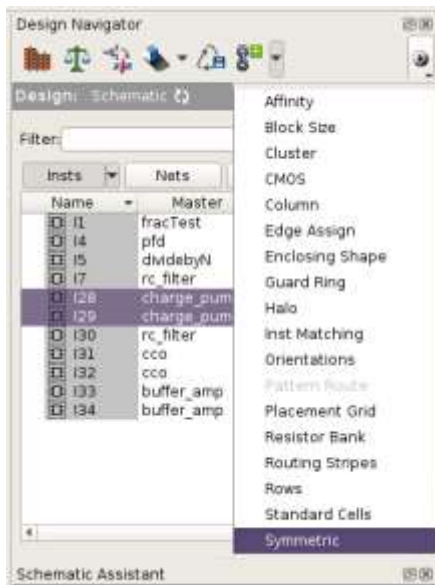 Design Navigator
Design: Schematic
Filter:
Insts Nets
Name Master
I1 fracTest
I4 pfd
I5 dividebyN
I7 rc_filter
I28 charge_pum
I29 charge_pum
I30 rc_filter
I31 cco
I32 cco
I33 buffer_amp
I34 buffer_amp
Affinity
Block Size
Cluster
CMOS
Column
Edge Assign
Enclosing Shape
Guard Ring
Halo
Inst Matching
Orientations
Pattern Route
Placement Grid
Resistor Bank
Routing Stripes
Rows
Standard Cells
Symmetric
Schematic Assistant